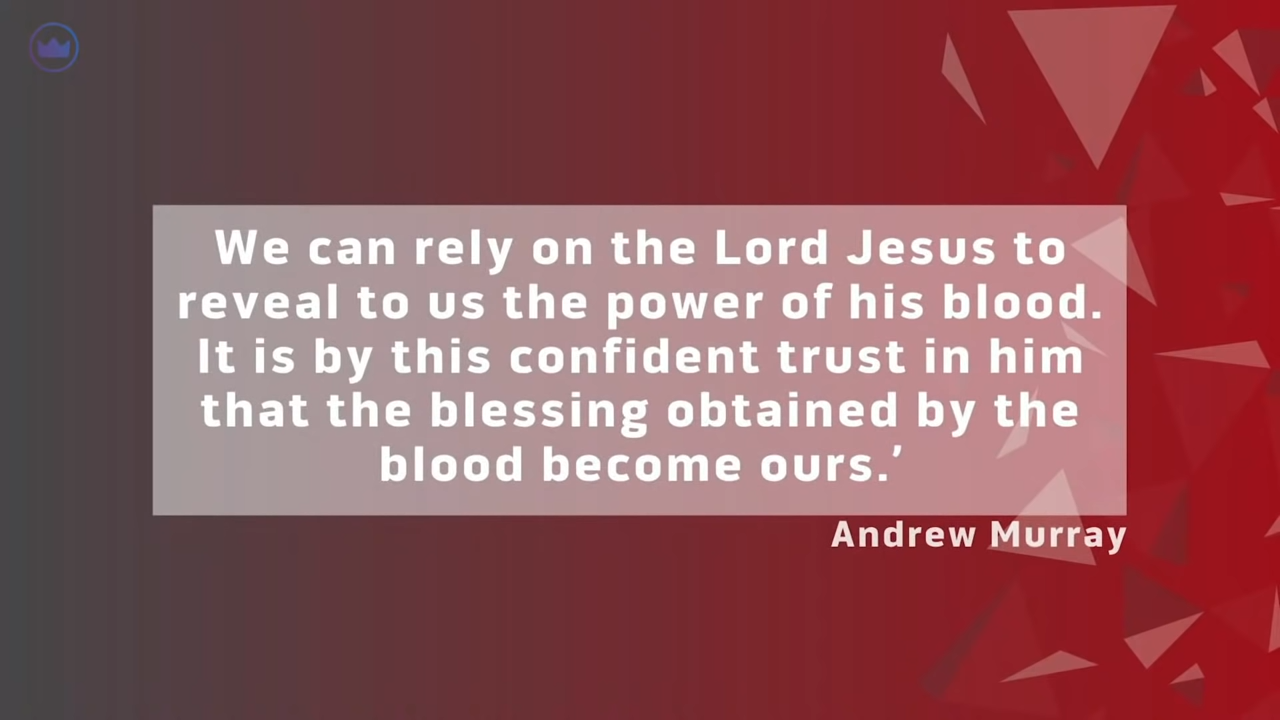 We can rely on the Lord Jesus to
reveal to us the power of his blood.
It is by this confident trust in him
that the blessing obtained by the
blood become ours.’
Andrew Murray